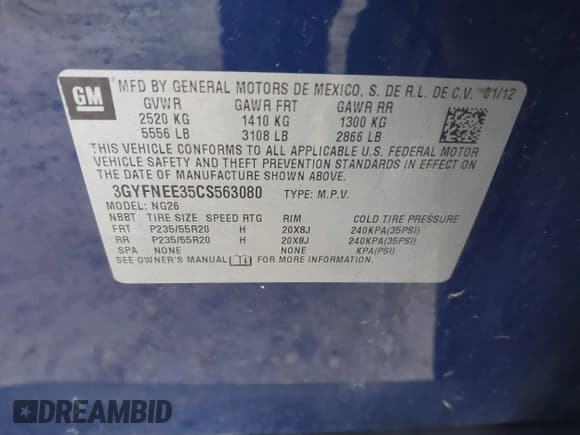 GM
MFD BY GENERAL MOTORS DE MEXICO, S. DE R.L. DE C.V. 01/12
GVWR GAWR FRT GAWR RR
2520 KG 1410 KG 1300 KG
5556 LB 3108 LB 2866 LB
THIS VEHICLE CONFORMS TO ALL APPLICABLE U.S. FEDERAL MOTOR
VEHICLE SAFETY AND THEFT PREVENTION STANDARDS IN EFFECT ON
THE DATE OF MANUFACTURE SHOWN ABOVE.
3GYFNEE35CS563080 TYPE: M.P.V.
MODEL: NG26
NBBT TIRE SIZE SPEED RTG RIM COLD TIRE PRESSURE
FRT P235/55R20 H 20X8J 240KPA(35PSI)
RR P235/55R20 H 20X8J 240KPA(35PSI)
SPA NONE NONE KPA(PSI)
SEE OWNER'S MANUAL FOR MORE INFORMATION.
DREAMBID